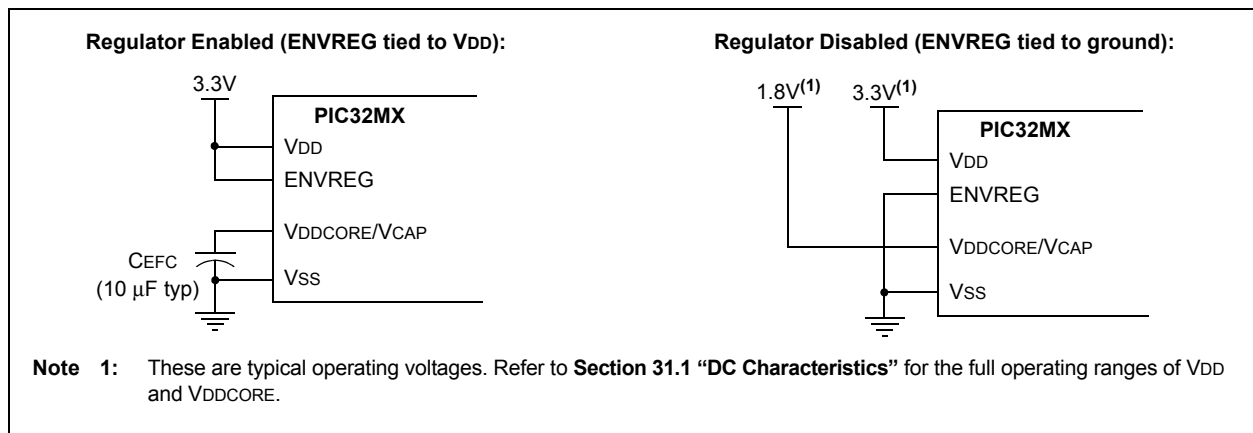 Regulator Enabled (ENVREG tied to VDD):
3.3V
PIC32MX
VDD
ENVREG
VDDCORE/VCAP
CEFC
(10 μF typ)
VSS
Regulator Disabled (ENVREG tied to ground):
1.8V(1) 3.3V(1)
PIC32MX
VDD
ENVREG
VDDCORE/VCAP
VSS
Note 1: These are typical operating voltages. Refer to Section 31.1 “DC Characteristics” for the full operating ranges of VDD
and VDDCORE.